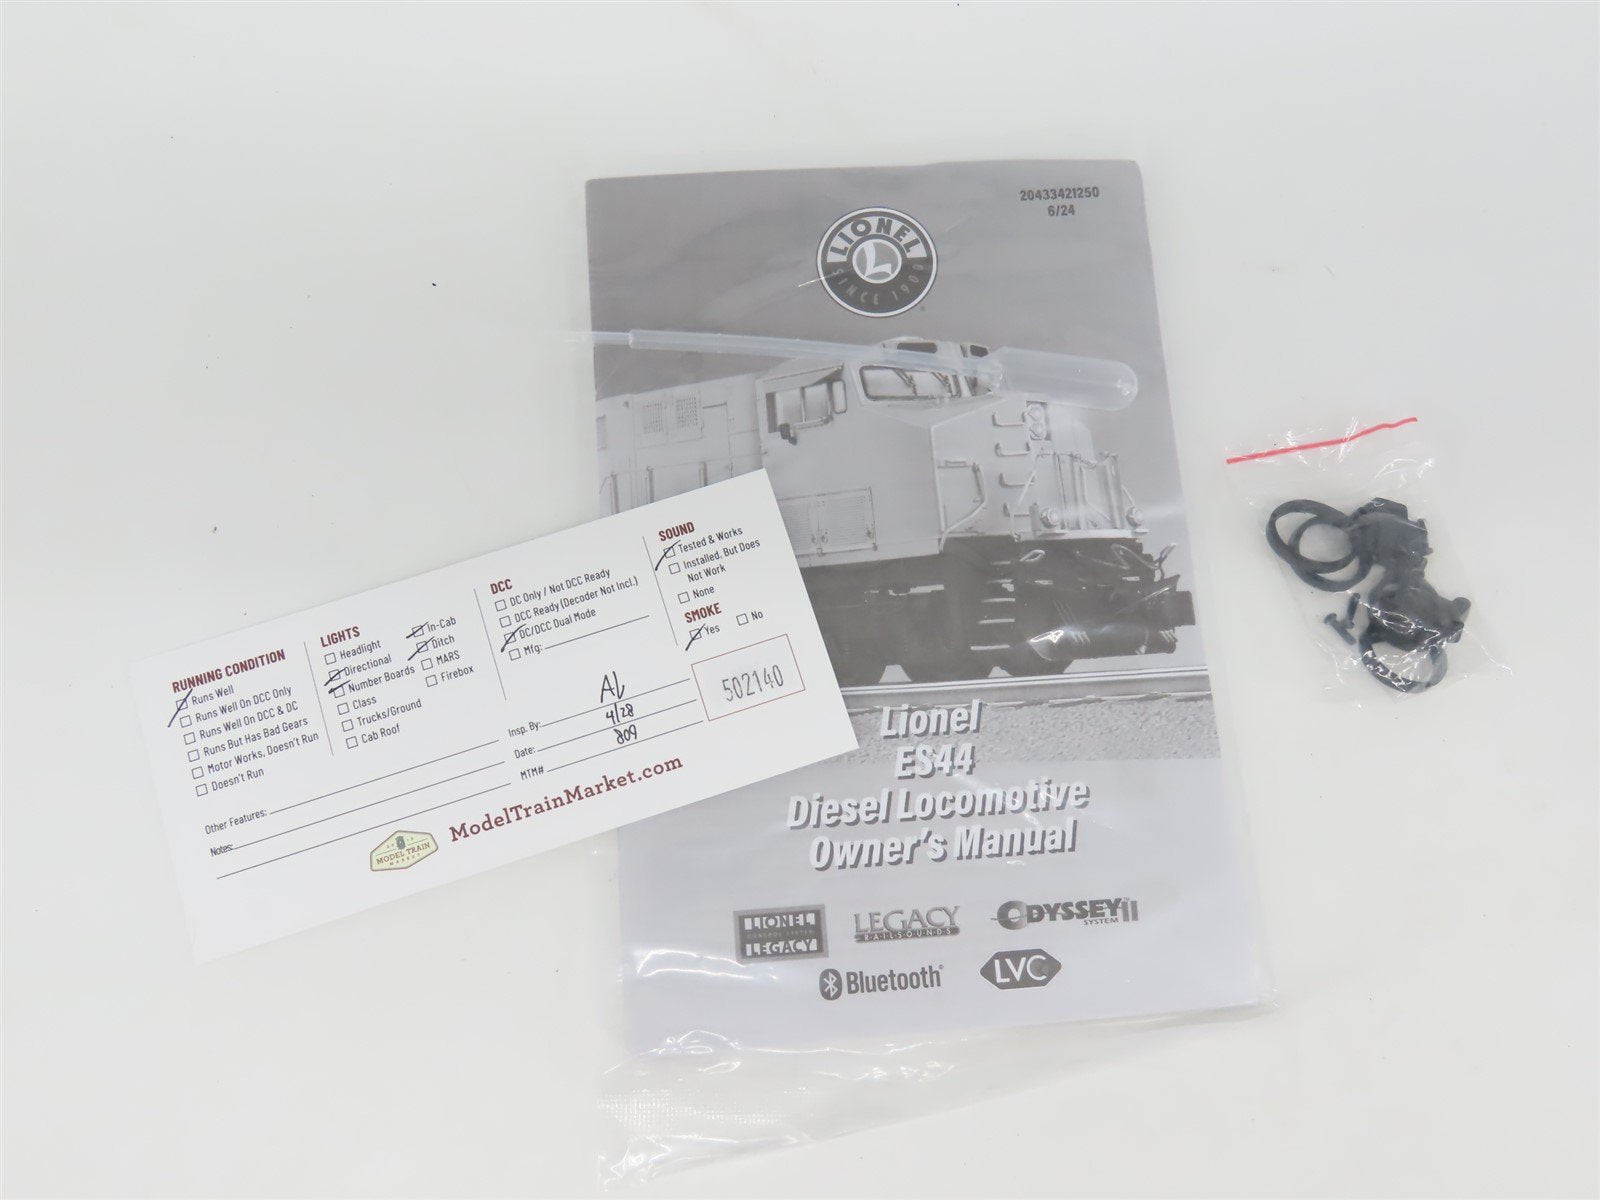 20433421250
6/24
LIONEL
L
SINCE 1900
Lionel
ES44
Diesel Locomotive
Owner's Manual
LIONEL
CONTROL SYSTEM
LEGACY
LEGACY
RAILSOUNDS
ODYSSEY II
SYSTEM
Bluetooth®
LVC
RUNNING CONDITION
Runs Well
Runs Well On DCC Only
Runs Well On DCC & DC
Runs But Has Bad Gears
Motor Works, Doesn't Run
Doesn't Run
LIGHTS
Headlight
Directional
Number Boards
Class
Trucks/Ground
Cab Roof
In-Cab
Ditch
MARS
Firebox
DCC
DC Only / Not DCC Ready
DCC Ready (Decoder Not Incl.)
DC/DCC Dual Mode
Mfg:
SOUND
Tested & Works
Installed, But Does
Not Work
None
SMOKE
Yes
No
Other Features:
Notes:
Insp. By: AL
Date: 4/28
MTM# 809
502140
MODEL TRAIN
MARKET
ModelTrainMarket.com